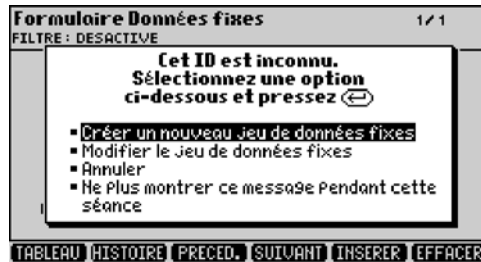 Formulaire Données fixes 1/1
FILTRE: DESACTIVE
Cet ID est inconnu.
Sélectionnez une option
ci-dessous et pressez
▪ Créer un nouveau jeu de données fixes
▪ Modifier le jeu de données fixes
▪ Annuler
▪ Ne plus montrer ce message pendant cette
séance
TABLEAU HISTOIRE PRECED. SUIVANT INSERER EFFACER